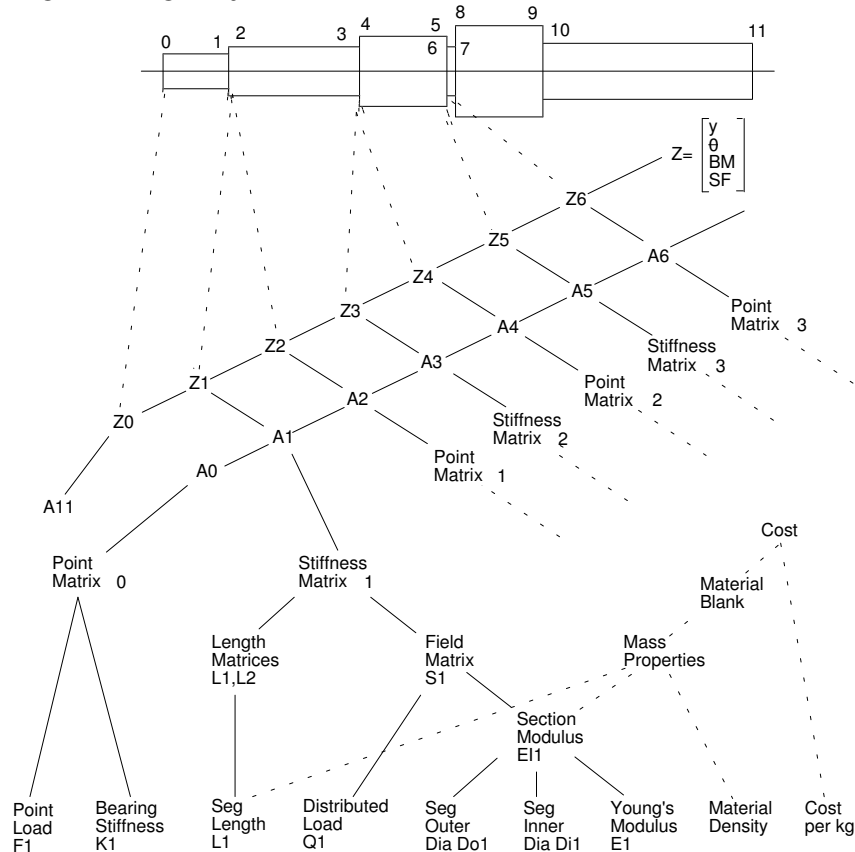 8 9
4 5 10 11
0 1 2 3 6 7
Z= [ y
θ
BM
SF ]
Z6
Z5 A6
Z4 A5
Point
Matrix 3
Z3 A4
Stiffness
Matrix 3
Z2 A3
Point
Matrix 2
Z1 A2
Stiffness
Matrix 2
Z0 A1
Point
Matrix 1
A0
A11
Cost
Point
Matrix 0
Stiffness
Matrix 1
Material
Blank
Length
Matrices
L1,L2
Field
Matrix
S1
Mass
Properties
Section
Modulus
EI1
Point
Load
F1
Bearing
Stiffness
K1
Seg
Length
L1
Distributed
Load
Q1
Seg
Outer
Dia Do1
Seg
Inner
Dia Di1
Young's
Modulus
E1
Material
Density
Cost
per kg